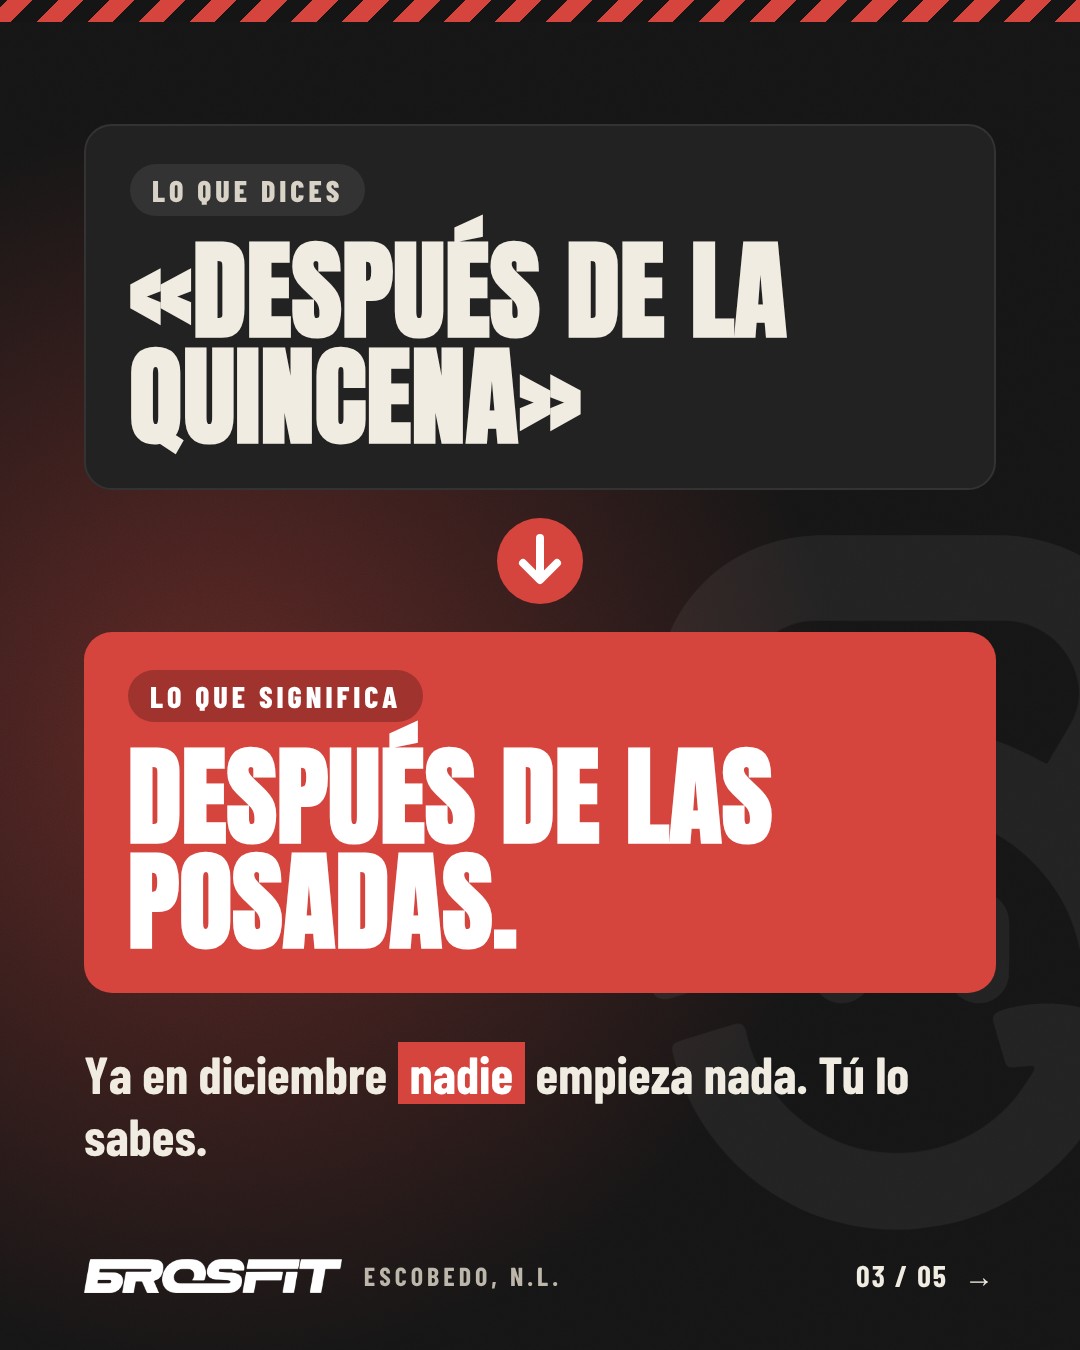 LO QUE DICES
«DESPUÉS DE LA
QUINCENA»
LO QUE SIGNIFICA
DESPUÉS DE LAS
POSADAS.
Ya en diciembre nadie empieza nada. Tú lo
sabes.
BROSFIT ESCOBEDO, N.L. 03 / 05 →